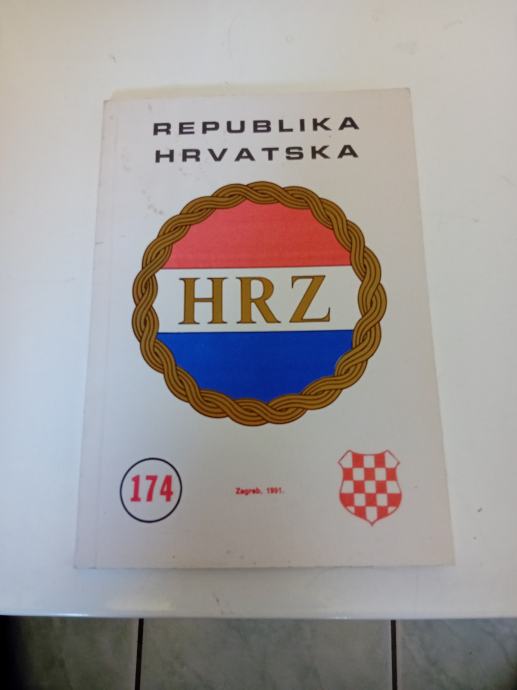 REPUBLIKA
HRVATSKA
HRZ
174
Zagreb, 1991.